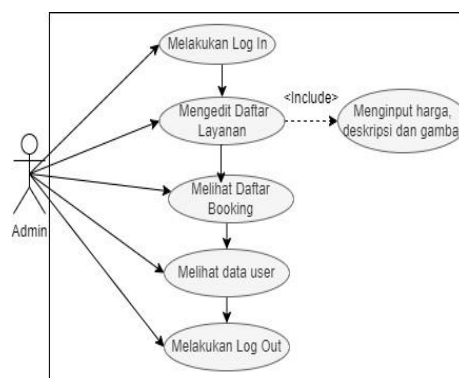 Melakukan Log In
Mengedit Daftar
Layanan
<Include>
Menginput harga,
deskripsi dan gamba
Admin
Melihat Daftar
Booking
Melihat data user
Melakukan Log Out